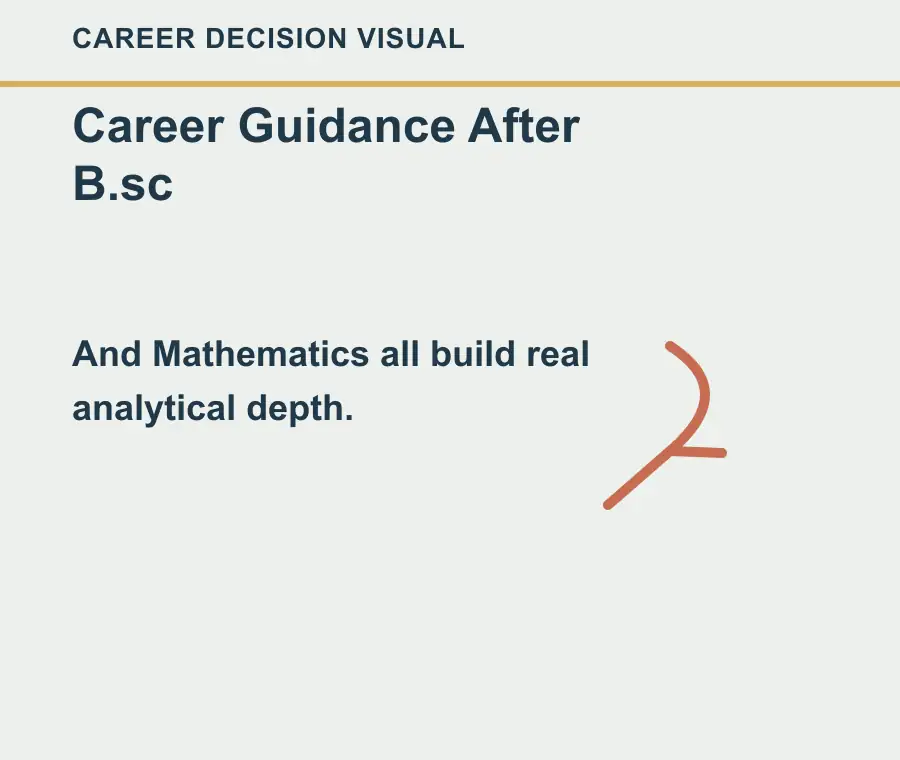 CAREER DECISION VISUAL
Career Guidance After
B.sc
And Mathematics all build real
analytical depth.